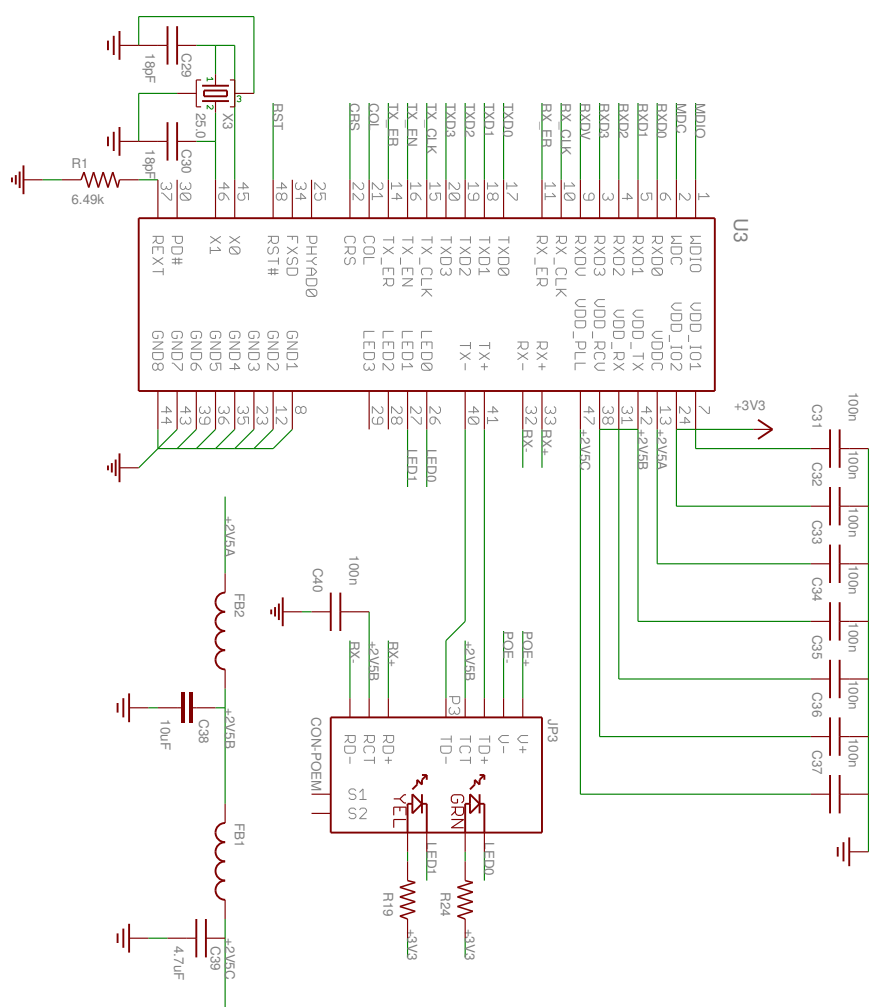 C29
18pF
1
3
2
X3
25.0
C30
18pF
R1
6.49k
RST
CRS
COL
TX_ER
TX_EN
TX_CLK
TXD3
TXD2
TXD1
TXD0
RX_ER
RX_CLK
RXDV
RXD3
RXD2
RXD1
RXD0
MDC
MDIO
37
30
46
45
48
34
25
22
21
14
16
15
20
19
18
17
11
10
9
3
4
5
6
2
1
U3
REXT
PD#
X1
X0
RST#
FXSD
PHYAD0
CRS
COL
TX_ER
TX_EN
TX_CLK
TXD3
TXD2
TXD1
TXD0
RX_ER
RX_CLK
RXDV
RXD3
RXD2
RXD1
RXD0
WDC
WDIO
GND8
GND7
GND6
GND5
GND4
GND3
GND2
GND1
LED3
LED2
LED1
LED0
TX-
TX+
RX-
RX+
VDD_PLL
VDD_RCV
VDD_RX
VDD_TX
VDDC
VDD_IO2
VDD_IO1
44
43
39
36
35
23
12
8
29
28
27
26
40
41
32
33
47
38
31
42
13
24
7
LED1
LED0
RX-
RX+
+2V5C
+2V5B
+2V5A
+3V3
C31
100n
C32
100n
C33
100n
C34
100n
C35
100n
C36
100n
C37
100n
+2V5A
FB2
C38
10uF
+2V5B
FB1
C39
4.7uF
+2V5C
C40
100n
RX-
+2V5B
RX+
+2V5B
POE-
POE+
P3
JP3
CON-POEM
RD-
RCT
RD+
TD-
TCT
TD+
V-
V+
S1
S2
YEL
GRN
LED1
LED0
R19
R24
+3V3
+3V3